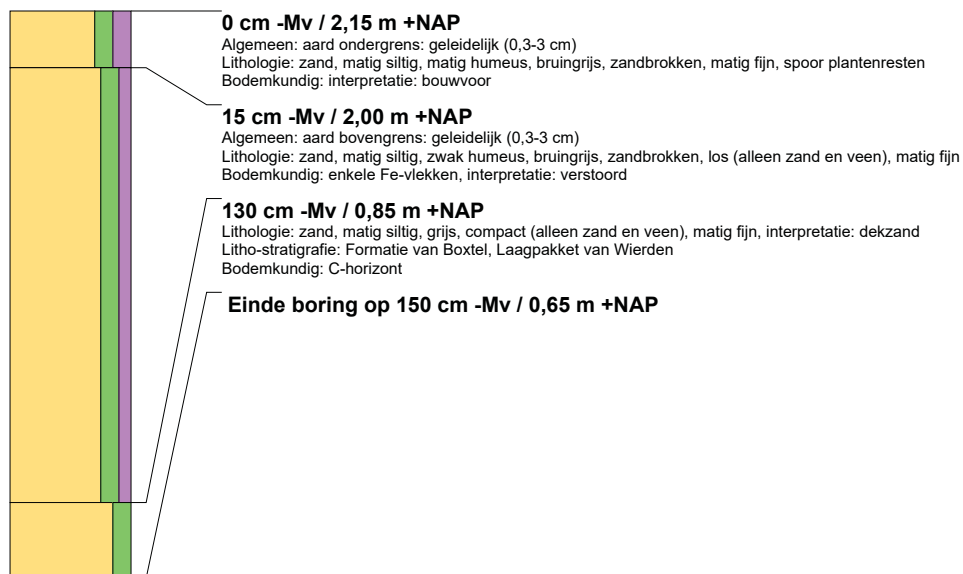 0 cm -Mv / 2,15 m +NAP
Algemeen: aard ondergrens: geleidelijk (0,3-3 cm)
Lithologie: zand, matig siltig, matig humeus, bruingrijs, zandbrokken, matig fijn, spoor plantenresten
Bodemkundig: interpretatie: bouwvoor
15 cm -Mv / 2,00 m +NAP
Algemeen: aard bovengrens: geleidelijk (0,3-3 cm)
Lithologie: zand, matig siltig, zwak humeus, bruingrijs, zandbrokken, los (alleen zand en veen), matig fijn
Bodemkundig: enkele Fe-vlekken, interpretatie: verstoord
130 cm -Mv / 0,85 m +NAP
Lithologie: zand, matig siltig, grijs, compact (alleen zand en veen), matig fijn, interpretatie: dekzand
Litho-stratigrafie: Formatie van Boxtel, Laagpakket van Wierden
Bodemkundig: C-horizont
Einde boring op 150 cm -Mv / 0,65 m +NAP